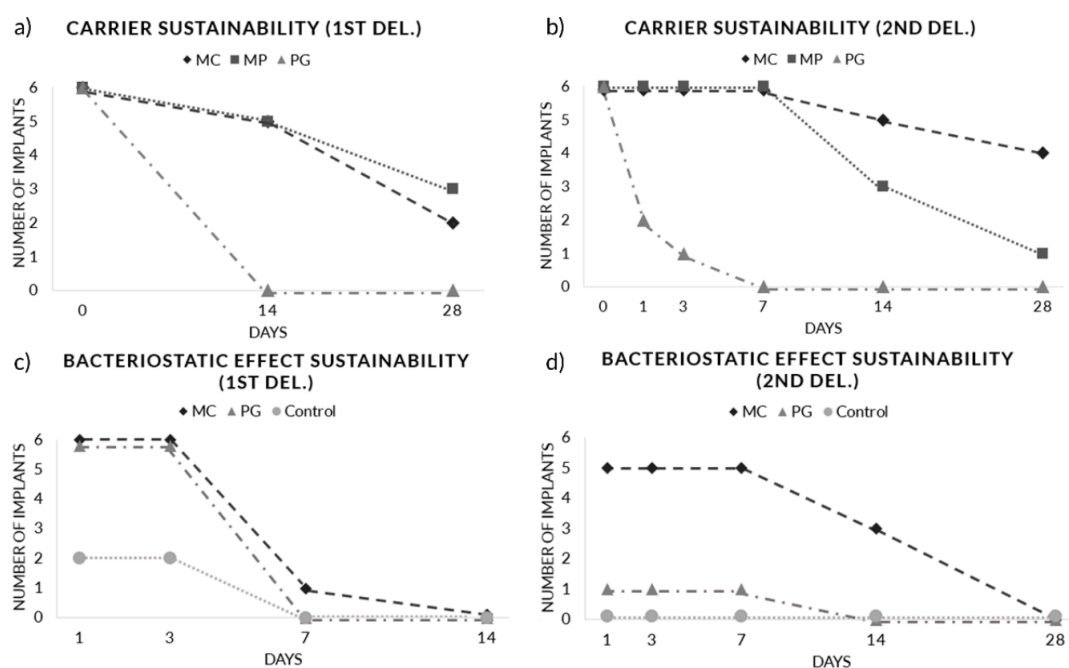 a)
CARRIER SUSTAINABILITY (1ST DEL.)
MC MP PG
NUMBER OF IMPLANTS
6
5
4
3
2
1
0
0 14 28
DAYS
b)
CARRIER SUSTAINABILITY (2ND DEL.)
MC MP PG
NUMBER OF IMPLANTS
6
5
4
3
2
1
0
0 1 3 7 14 28
DAYS
c)
BACTERIOSTATIC EFFECT SUSTAINABILITY
(1ST DEL.)
MC PG Control
NUMBER OF IMPLANTS
6
5
4
3
2
1
0
1 3 7 14
DAYS
d)
BACTERIOSTATIC EFFECT SUSTAINABILITY
(2ND DEL.)
MC PG Control
NUMBER OF IMPLANTS
6
5
4
3
2
1
0
1 3 7 14 28
DAYS